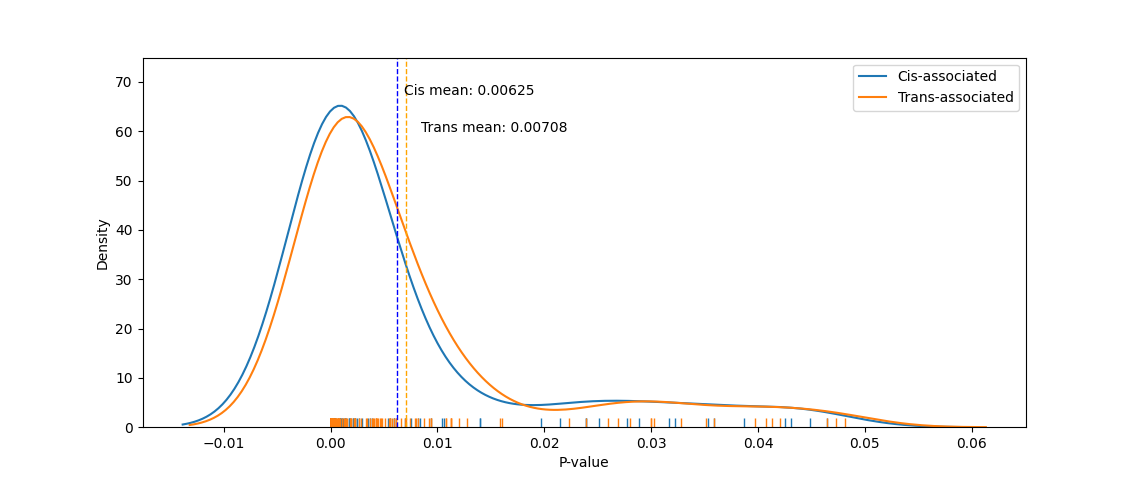 Cis-associated
Trans-associated
Cis mean: 0.00625
Trans mean: 0.00708
Density
70
60
50
40
30
20
10
0
−0.01
0.00
0.01
0.02
0.03
0.04
0.05
0.06
P-value